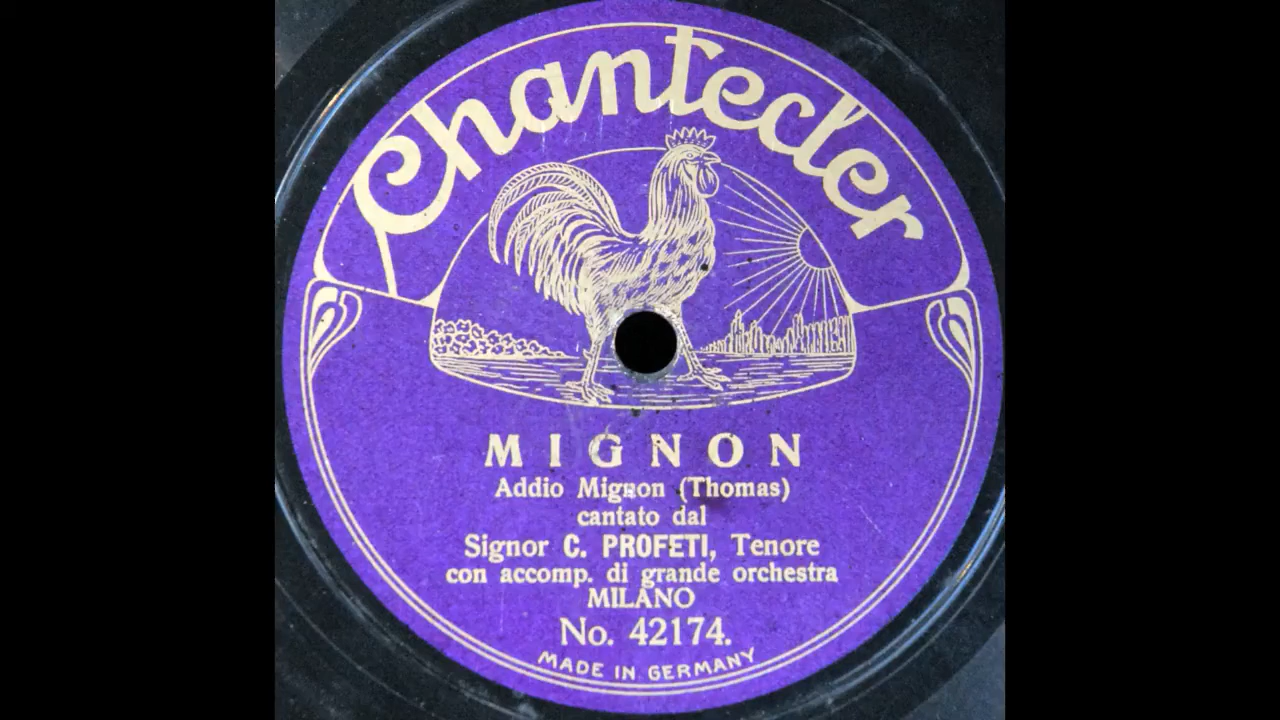 Chantecler
MIGNON
Addio Mignon (Thomas)
cantato dal
Signor C. PROFETI, Tenore
con accomp. di grande orchestra
MILANO
No. 42174.
MADE IN GERMANY